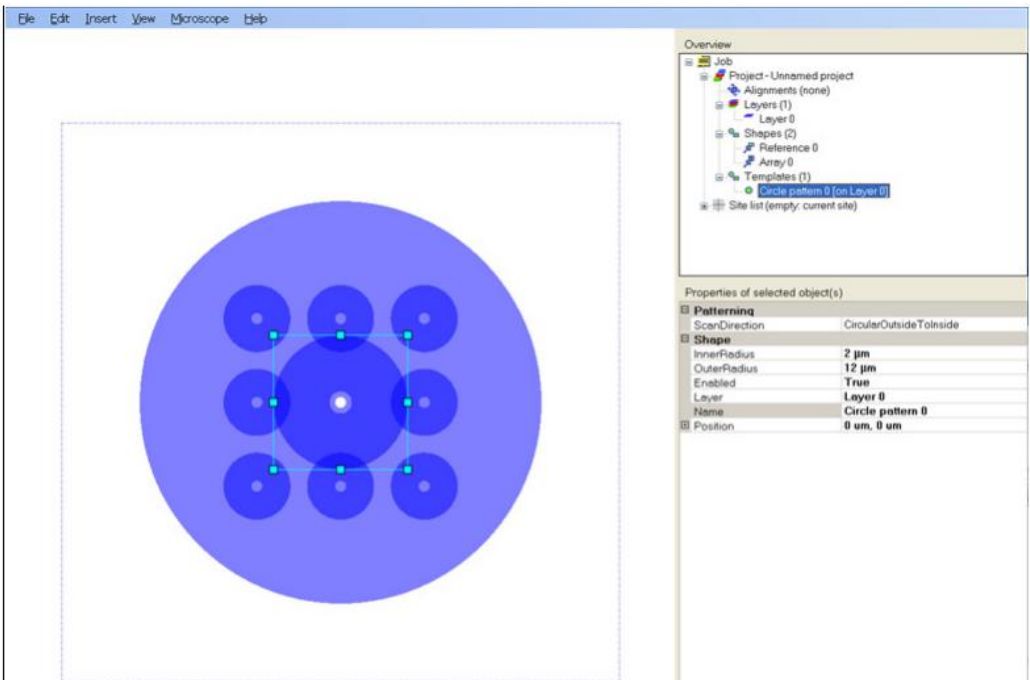 File Edit Insert View Microscope Help
Overview
Job
Project - Unnamed project
Alignments (none)
Layers (1)
Layer 0
Shapes (2)
Reference 0
Array 0
Templates (1)
Circle pattern 0 [on Layer 0]
Site list (empty: current site)
Properties of selected object(s)
Patterning
ScanDirection CircularOutsideToInside
Shape
InnerRadius 2 µm
OuterRadius 12 µm
Enabled True
Layer Layer 0
Name Circle pattern 0
Position 0 um, 0 um